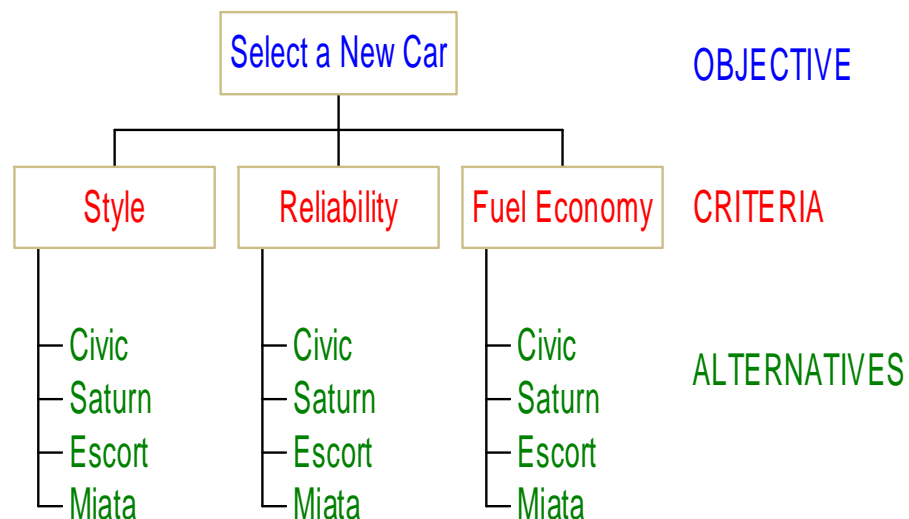 Select a New Car
OBJECTIVE
Style
Reliability
Fuel Economy
CRITERIA
Civic
Saturn
Escort
Miata
Civic
Saturn
Escort
Miata
Civic
Saturn
Escort
Miata
ALTERNATIVES